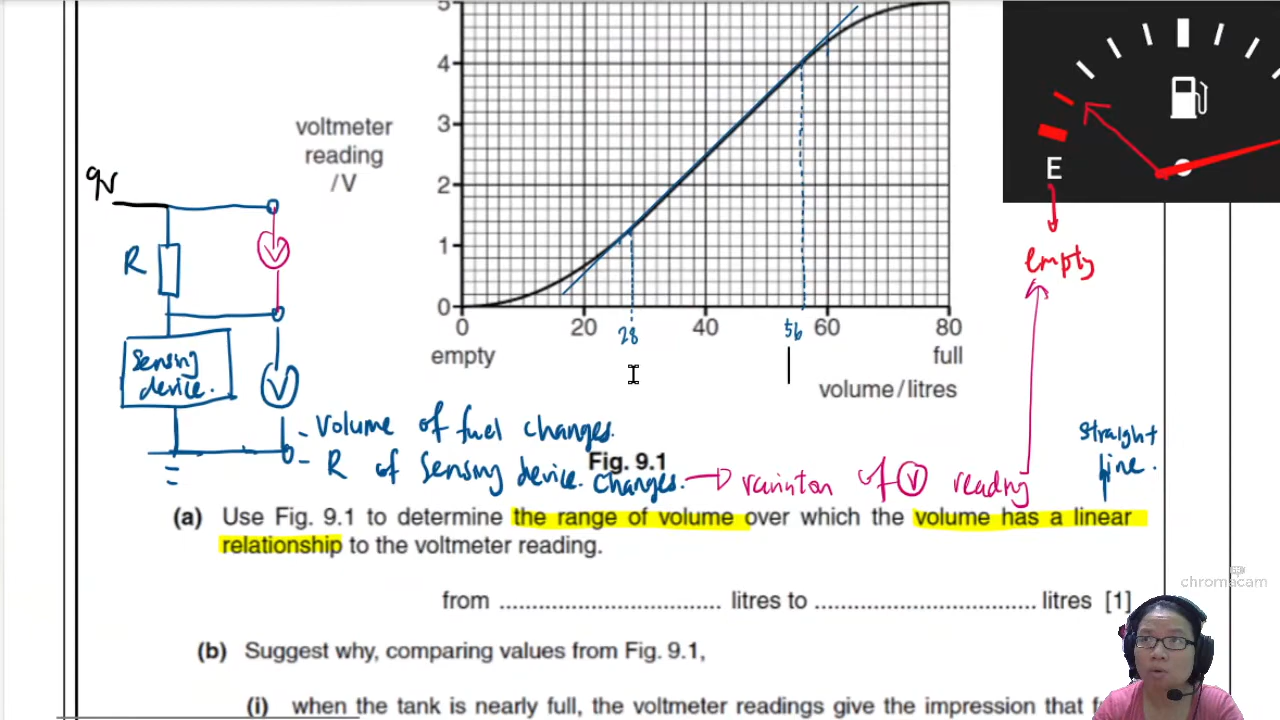 5
4
voltmeter
reading
/ V
3
2
1
0
0 20 40 60 80
28 56
empty full
volume / litres
9V
R
V
Sensing
device.
V
E
empty
- Volume of fuel changes.
- R of Sensing device. changes.
Fig. 9.1
of V reading
straight
line.
(a) Use Fig. 9.1 to determine the range of volume over which the volume has a linear
relationship to the voltmeter reading.
from ........................................ litres to ........................................ litres [1]
(b) Suggest why, comparing values from Fig. 9.1,
(i) when the tank is nearly full, the voltmeter readings give the impression that
chromacam